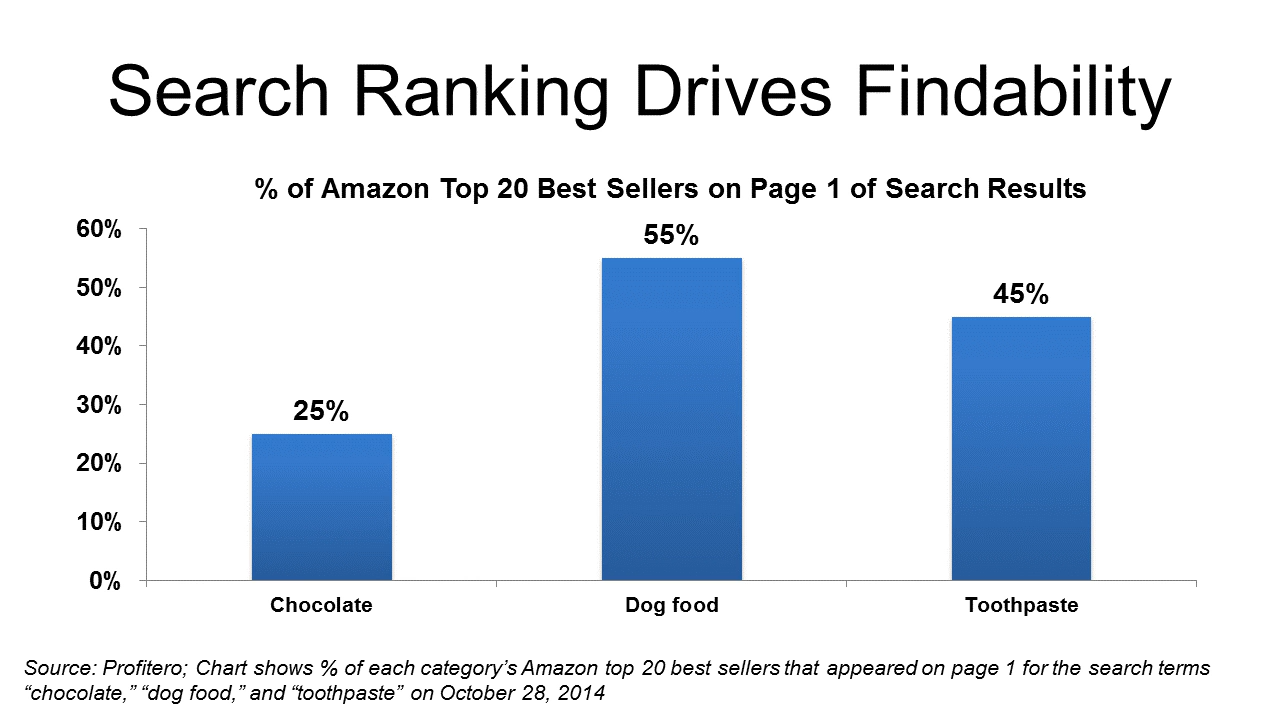 Search Ranking Drives Findability
% of Amazon Top 20 Best Sellers on Page 1 of Search Results
60%
50%
40%
30%
20%
10%
0%
25%
55%
45%
Chocolate
Dog food
Toothpaste
Source: Profitero; Chart shows % of each category’s Amazon top 20 best sellers that appeared on page 1 for the search terms
“chocolate,” “dog food,” and “toothpaste” on October 28, 2014